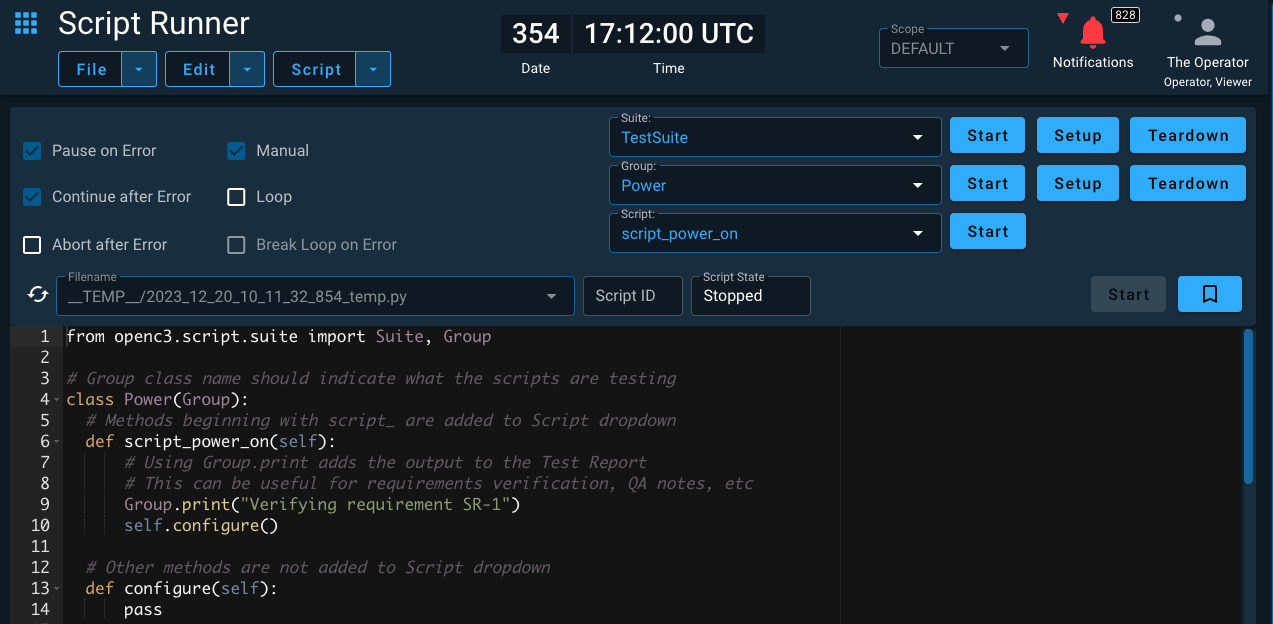 Script Runner
File
Edit
Script
354
17:12:00 UTC
Date
Time
Scope
DEFAULT
828
Notifications
The Operator
Operator, Viewer
Pause on Error
Manual
Continue after Error
Loop
Abort after Error
Break Loop on Error
Suite:
TestSuite
Start
Setup
Teardown
Group:
Power
Start
Setup
Teardown
Script:
script_power_on
Start
Filename
__TEMP__/2023_12_20_10_11_32_854_temp.py
Script ID
Script State
Stopped
Start
1 from openc3.script.suite import Suite, Group
2
3 # Group class name should indicate what the scripts are testing
4 class Power(Group):
5 # Methods beginning with script_ are added to Script dropdown
6 def script_power_on(self):
7 # Using Group.print adds the output to the Test Report
8 # This can be useful for requirements verification, QA notes, etc
9 Group.print("Verifying requirement SR-1")
10 self.configure()
11
12 # Other methods are not added to Script dropdown
13 def configure(self):
14 pass